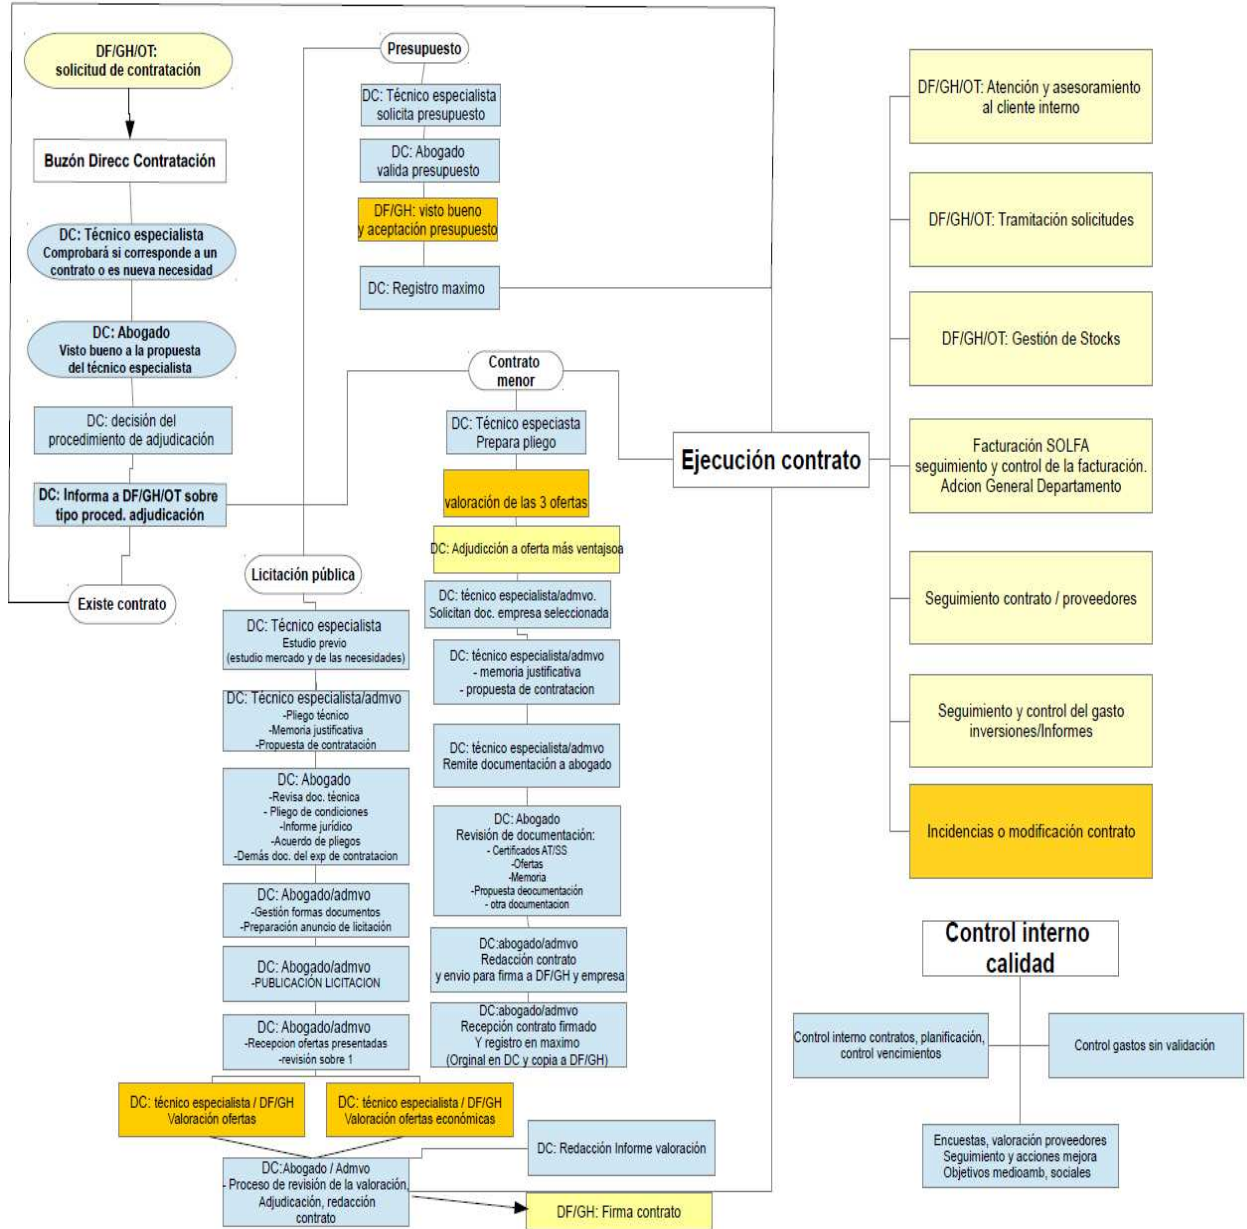 DF/GH/OT:
solicitud de contratación
Buzón Direcc Contratación
DC: Técnico especialista
Comprobará si corresponde a un
contrato o es nueva necesidad
DC: Abogado
Visto bueno a la propuesta
del técnico especialista
DC: decisión del
procedimiento de adjudicación
DC: Informa a DF/GH/OT sobre
tipo proced. adjudicación
Existe contrato
Presupuesto
DC: Técnico especialista
solicita presupuesto
DC: Abogado
valida presupuesto
DF/GH: visto bueno
y aceptación presupuesto
DC: Registro maximo
Contrato
menor
DC: Técnico especiasta
Prepara pliego
valoración de las 3 ofertas
DC: Adjudicción a oferta más ventajsoa
DC: técnico especialista/admvo.
Solicitan doc. empresa seleccionada
DC: técnico especialista/admvo
- memoria justificativa
- propuesta de contratacion
DC: técnico especialista/admvo
Remite documentación a abogado
DC: Abogado
Revisión de documentación:
- Certificados AT/SS
-Ofertas
-Memoria
-Propuesta deocumentación
- otra documentacion
DC:abogado/admvo
Redacción contrato
y envio para firma a DF/GH y empresa
DC:abogado/admvo
Recepción contrato firmado
Y registro en maximo
(Orginal en DC y copia a DF/GH)
Licitación pública
DC: Técnico especialista
Estudio previo
(estudio mercado y de las necesidades)
DC: Técnico especialista/admvo
-Pliego técnico
-Memoria justificativa
-Propuesta de contratación
DC: Abogado
-Revisa doc. técnica
- Pliego de condiciones
-Informe jurídico
-Acuerdo de pliegos
-Demás doc. del exp de contratacion
DC: Abogado/admvo
-Gestión formas documentos
-Preparación anuncio de licitación
DC: Abogado/admvo
-PUBLICACIÓN LICITACION
DC: Abogado/admvo
-Recepcion ofertas presentadas
-revisión sobre 1
DC: técnico especialista / DF/GH
Valoración ofertas
DC: técnico especialista / DF/GH
Valoración ofertas económicas
DC:Abogado / Admvo
- Proceso de revisión de la valoración,
Adjudicación, redacción
contrato
DC: Redacción Informe valoración
DF/GH: Firma contrato
Ejecución contrato
DF/GH/OT: Atención y asesoramiento
al cliente interno
DF/GH/OT: Tramitación solicitudes
DF/GH/OT: Gestión de Stocks
Facturación SOLFA
seguimiento y control de la facturación.
Adcion General Departamento
Seguimiento contrato / proveedores
Seguimiento y control del gasto
inversiones/Informes
Incidencias o modificación contrato
Control interno
calidad
Control interno contratos, planificación,
control vencimientos
Control gastos sin validación
Encuestas, valoración proveedores
Seguimiento y acciones mejora
Objetivos medioamb, sociales